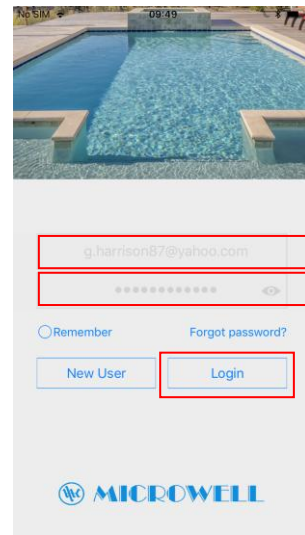 No SIM 09:49
g.harrison87@yahoo.com
●●●●●●●●●●●●
Remember Forgot password?
New User Login
MICROWELL